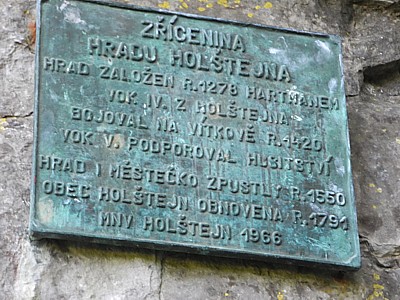 ZŘÍCENINA
HRADU HOLŠTEJNA
HRAD ZALOŽEN R.1278 HARTMANEM
VOK IV. Z HOLŠTEJNA
BOJOVAL NA VÍTKOVĚ R.1420
VOK V. PODPOROVAL HUSITSTVÍ
HRAD I MĚSTEČKO ZPUSTLY R.1550
OBEC HOLŠTEJN OBNOVENA R.1791
MNV HOLŠTEJN 1966